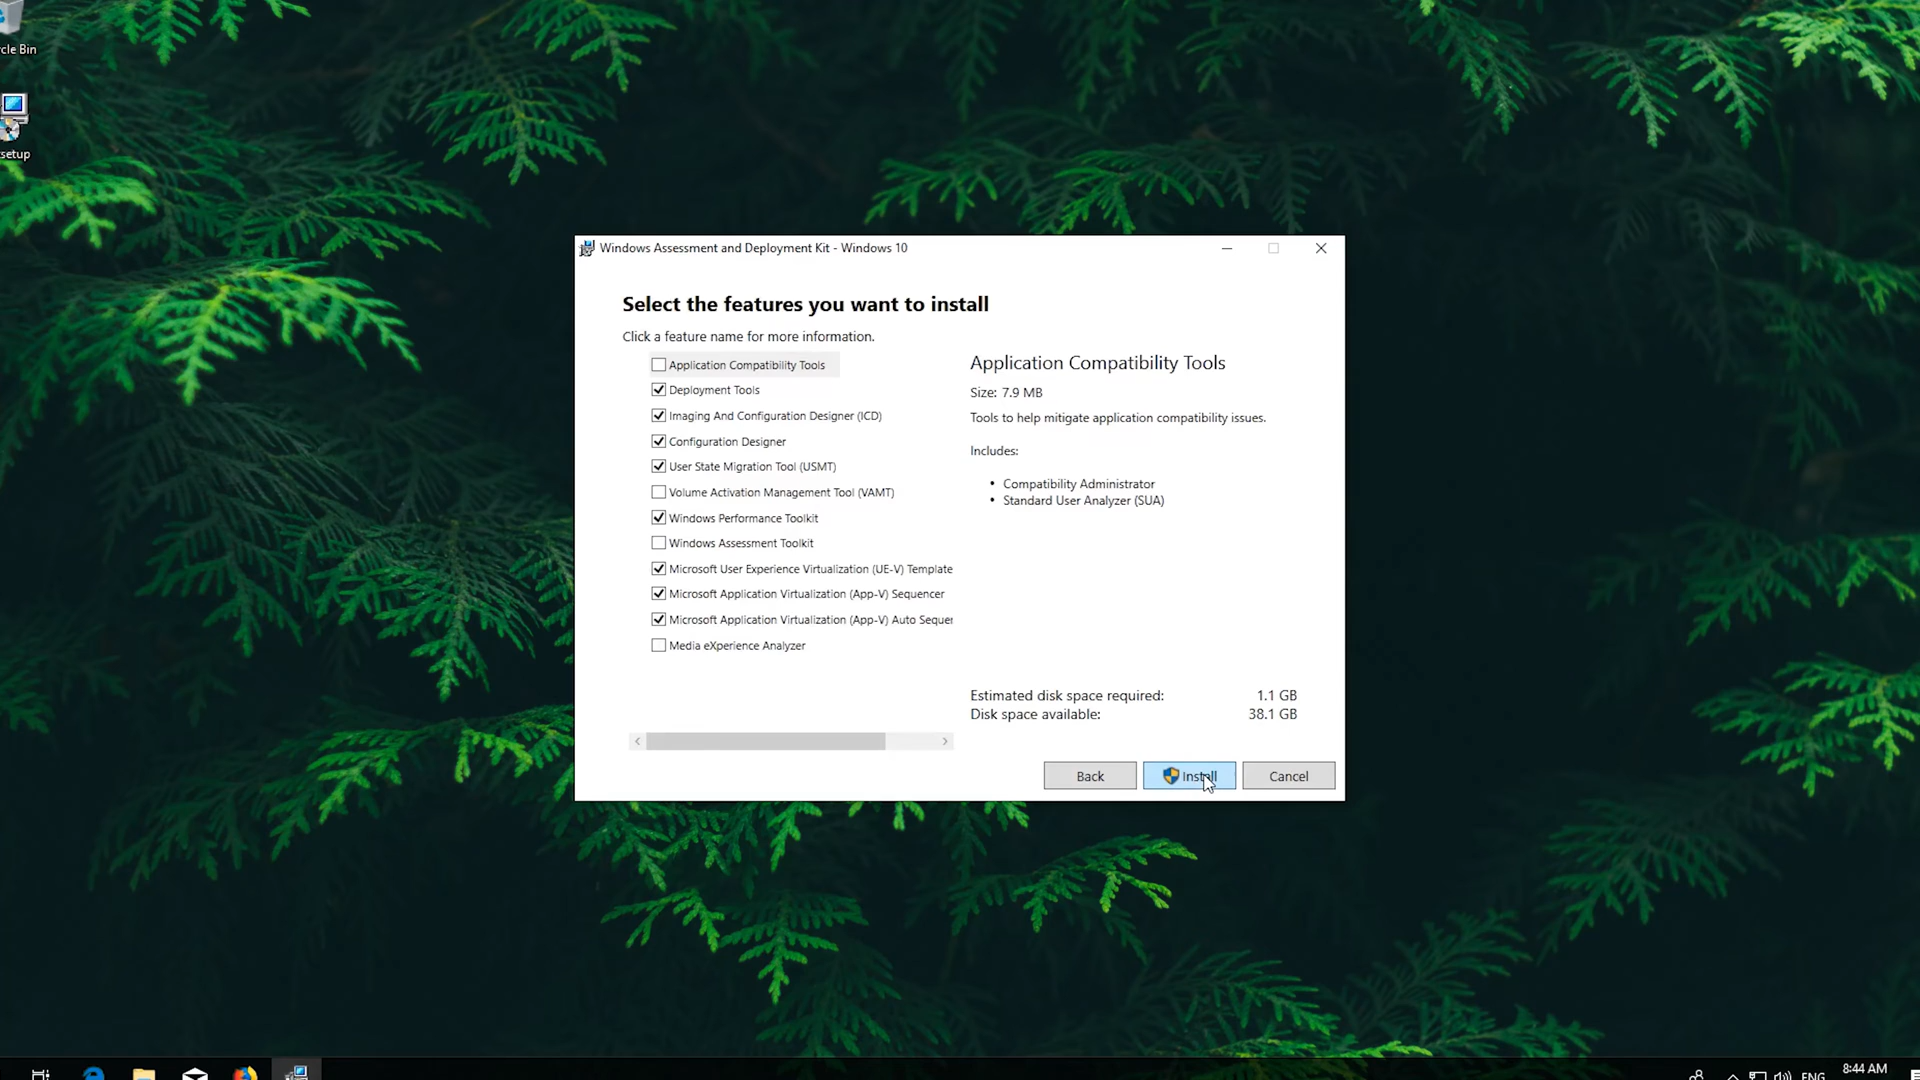 cle Bin
setup
Windows Assessment and Deployment Kit - Windows 10
Select the features you want to install
Click a feature name for more information.
Application Compatibility Tools
Deployment Tools
Imaging And Configuration Designer (ICD)
Configuration Designer
User State Migration Tool (USMT)
Volume Activation Management Tool (VAMT)
Windows Performance Toolkit
Windows Assessment Toolkit
Microsoft User Experience Virtualization (UE-V) Template
Microsoft Application Virtualization (App-V) Sequencer
Microsoft Application Virtualization (App-V) Auto Sequer
Media eXperience Analyzer
Application Compatibility Tools
Size: 7.9 MB
Tools to help mitigate application compatibility issues.
Includes:
• Compatibility Administrator
• Standard User Analyzer (SUA)
Estimated disk space required: 1.1 GB
Disk space available: 38.1 GB
Back
Install
Cancel
ENG
8:44 AM